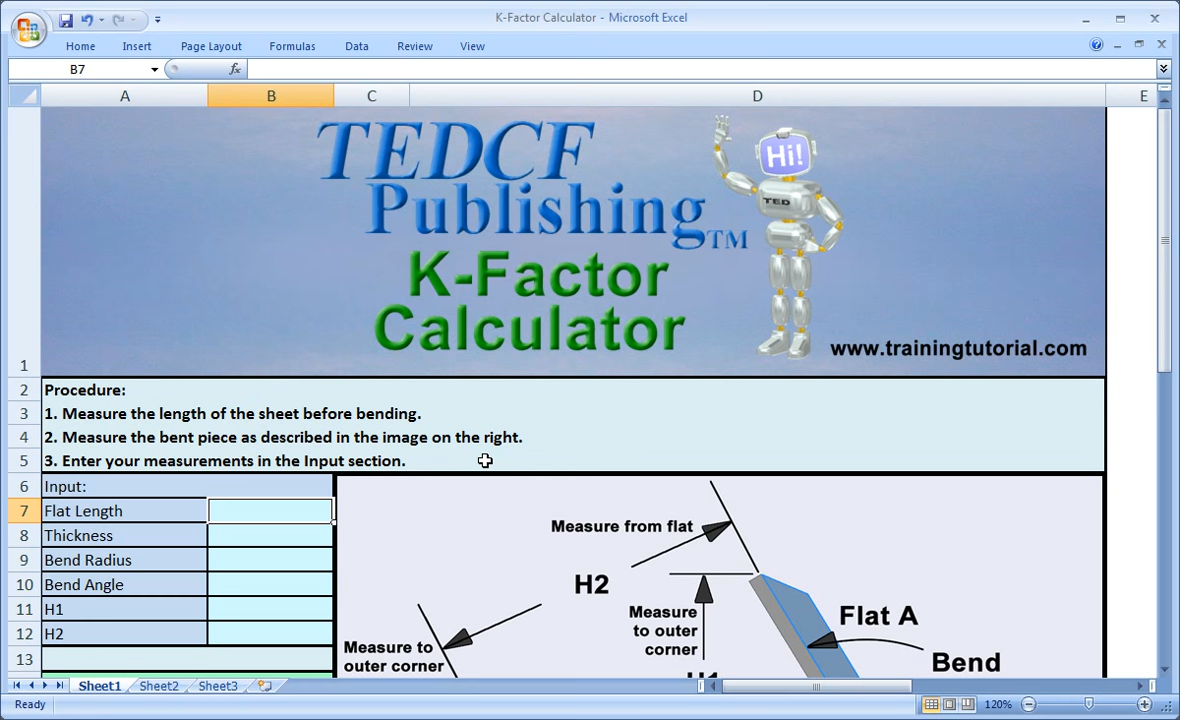 K-Factor Calculator - Microsoft Excel
Home Insert Page Layout Formulas Data Review View
B7 fx
A B C D E
TEDCF
Publishing™
K-Factor
Calculator
Hi!
TED
www.trainingtutorial.com
1
2 Procedure:
3 1. Measure the length of the sheet before bending.
4 2. Measure the bent piece as described in the image on the right.
5 3. Enter your measurements in the Input section.
6 Input:
7 Flat Length
8 Thickness
9 Bend Radius
10 Bend Angle
11 H1
12 H2
13
Measure from flat
H2
Measure
to outer
corner
H1
Flat A
Bend
Measure to
outer corner
Sheet1 Sheet2 Sheet3
Ready 120%